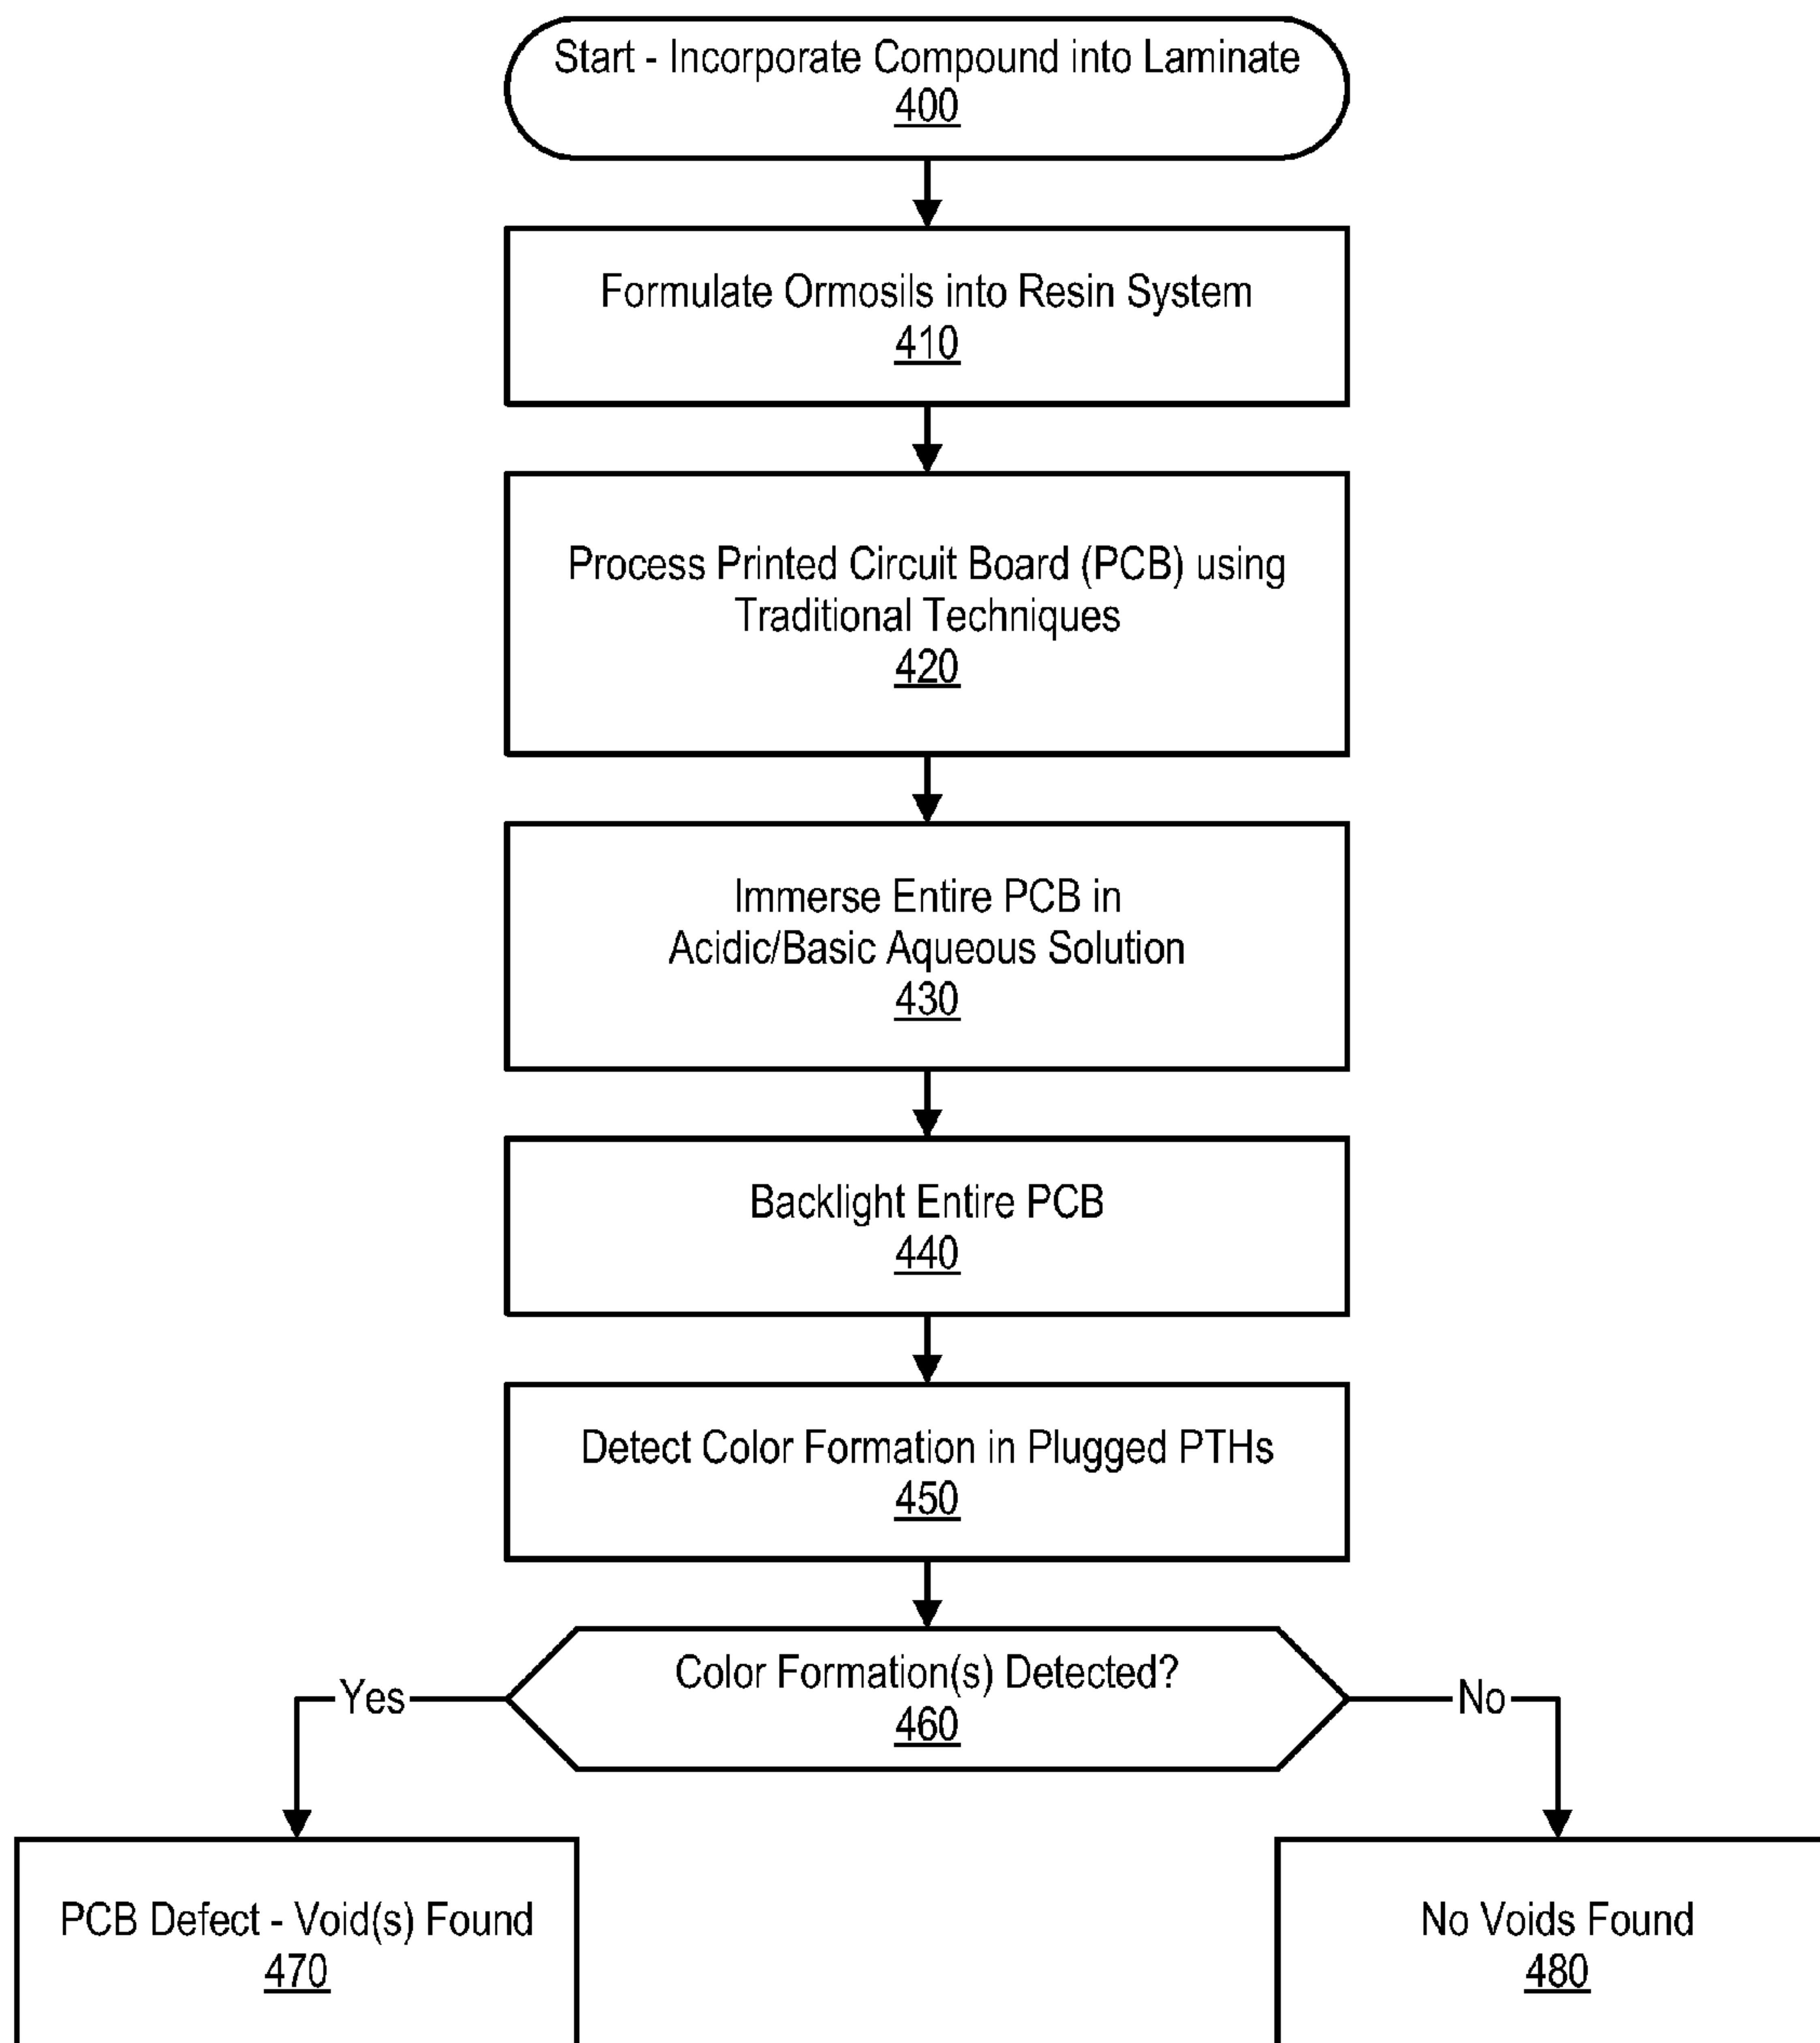 Start - Incorporate Compound into Laminate
400
Formulate Ormosils into Resin System
410
Process Printed Circuit Board (PCB) using
Traditional Techniques
420
Immerse Entire PCB in
Acidic/Basic Aqueous Solution
430
Backlight Entire PCB
440
Detect Color Formation in Plugged PTHs
450
Color Formation(s) Detected?
460
Yes
No
PCB Defect - Void(s) Found
470
No Voids Found
480